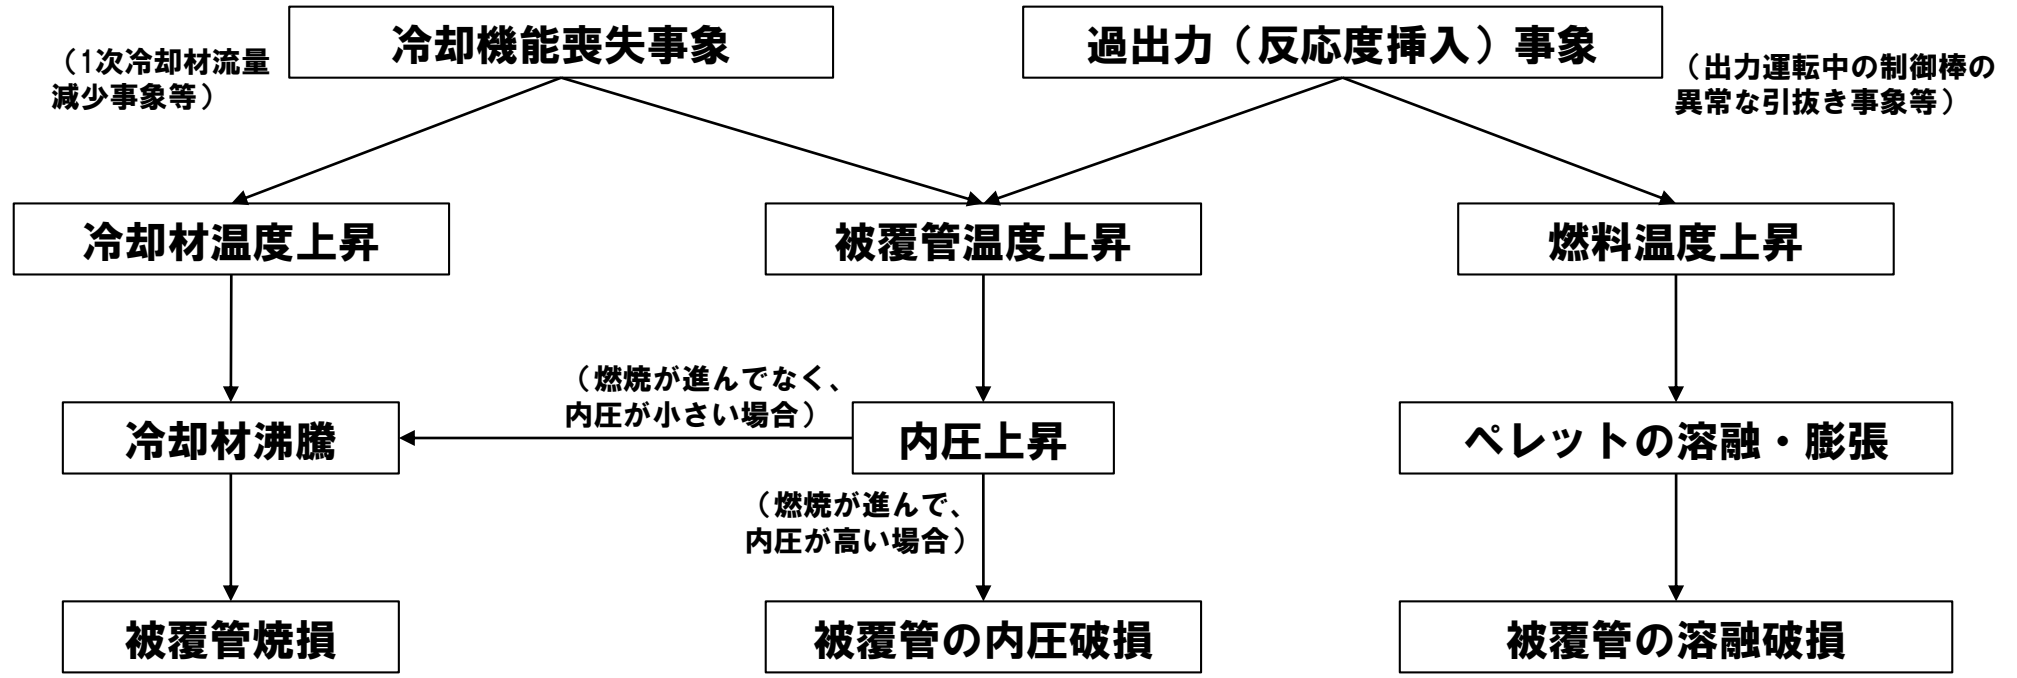 冷却機能喪失事象
過出力（反応度挿入）事象
（1次冷却材流量
減少事象等）
（出力運転中の制御棒の
異常な引抜き事象等）
冷却材温度上昇
被覆管温度上昇
燃料温度上昇
（燃焼が進んでなく、
内圧が小さい場合）
冷却材沸騰
内圧上昇
ペレットの溶融・膨張
（燃焼が進んで、
内圧が高い場合）
被覆管焼損
被覆管の内圧破損
被覆管の溶融破損